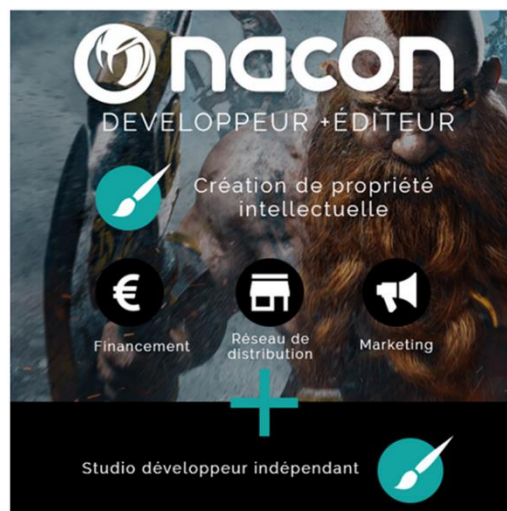 nacon
DEVELOPPEUR +ÉDITEUR
Création de propriété
intellectuelle
€
Financement
Réseau de
distribution
Marketing
+
Studio développeur indépendant